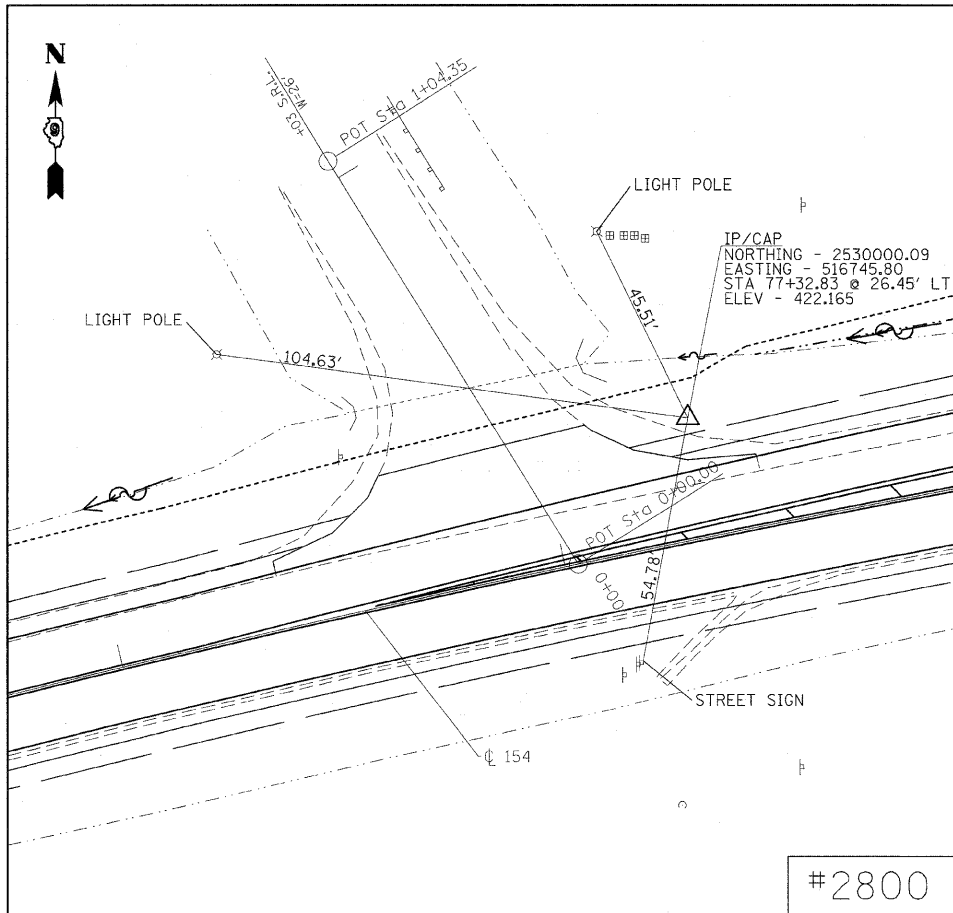 N
+03 S.R.L.
W=26'
POT Sta 1+04.35
LIGHT POLE
IP/CAP
NORTHING - 2530000.09
EASTING - 516745.80
STA 77+32.83 @ 26.45' LT
ELEV - 422.165
45.51'
LIGHT POLE
104.63'
POT Sta 0+00.00
0+00
54.78'
STREET SIGN
℄ 154
#2800